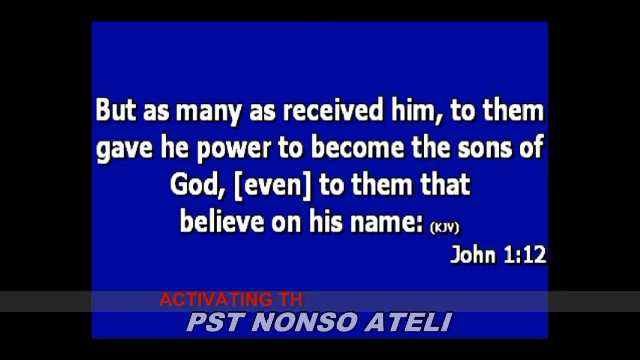 But as many as received him, to them
gave he power to become the sons of
God, [even] to them that
believe on his name: (KJV)
John 1:12
ACTIVATING TH
PST NONSO ATELI